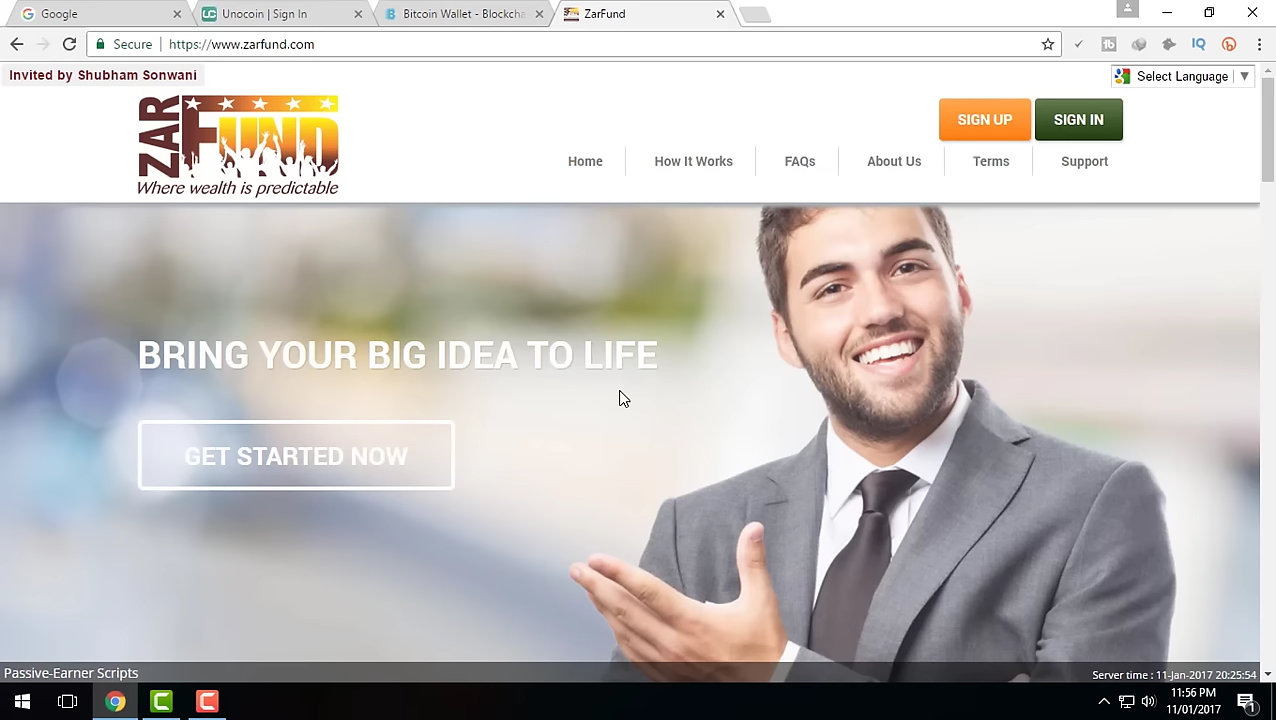 Google
Unocoin | Sign In
Bitcoin Wallet - Blockcha
ZarFund
Secure
https://www.zarfund.com
Invited by Shubham Sonwani
Select Language
ZAR FUND
Where wealth is predictable
SIGN UP
SIGN IN
Home
How It Works
FAQs
About Us
Terms
Support
BRING YOUR BIG IDEA TO LIFE
GET STARTED NOW
Passive-Earner Scripts
Server time : 11-Jan-2017 20:25:54
11:56 PM
11/01/2017